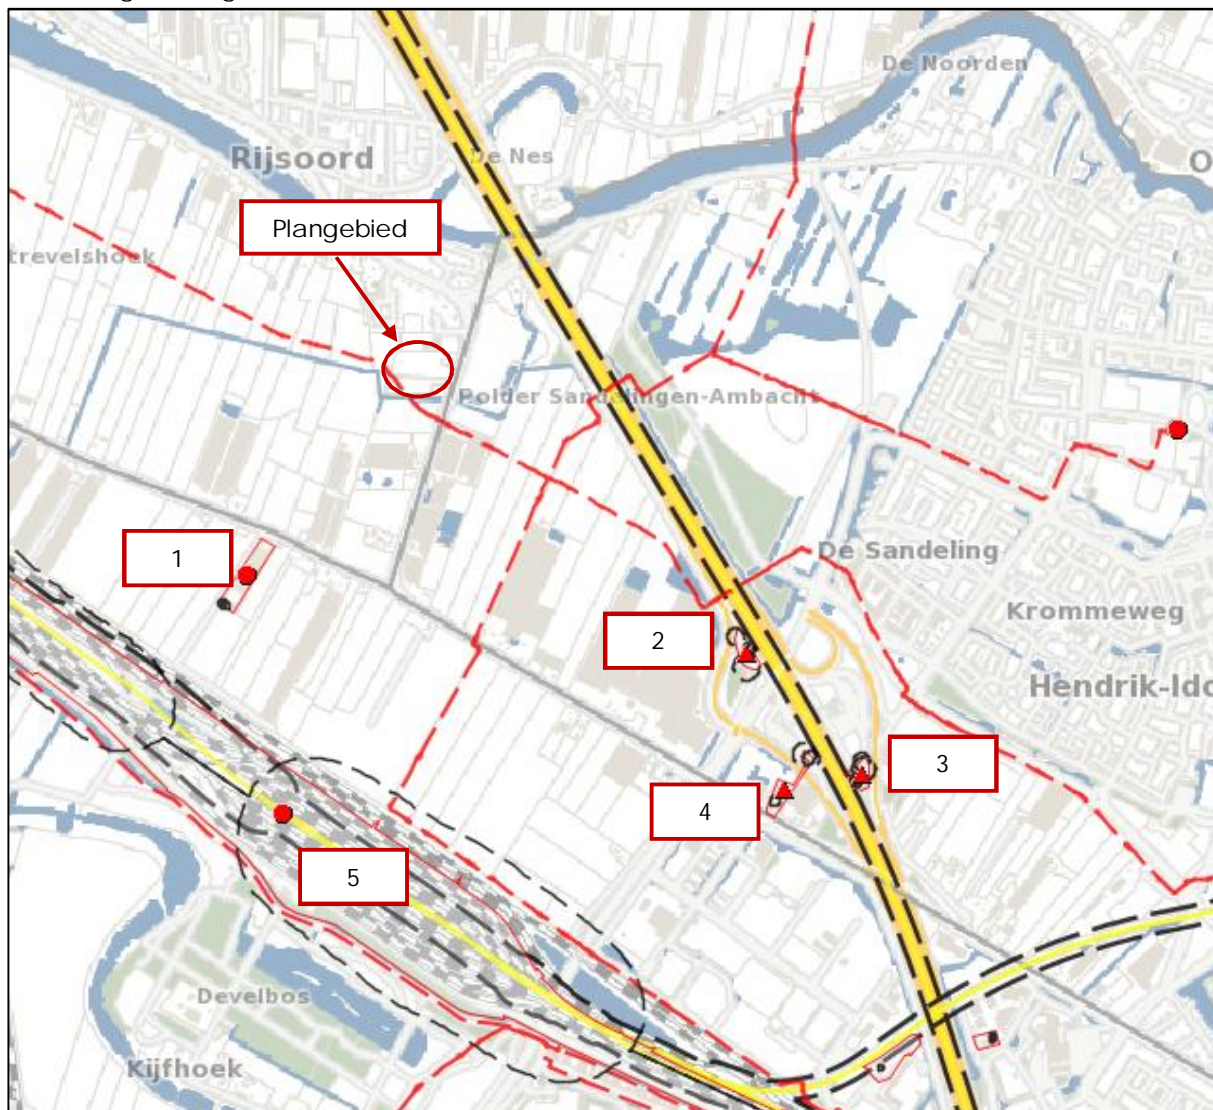 De Noorden
Rijsoord
De Nes
O
Plangebied
trevelshoek
Polder Sandelingen-Ambacht
1
De Sandeling
Krommeweg
2
Hendrik-Ido
3
4
5
Develbos
Kijfhoek